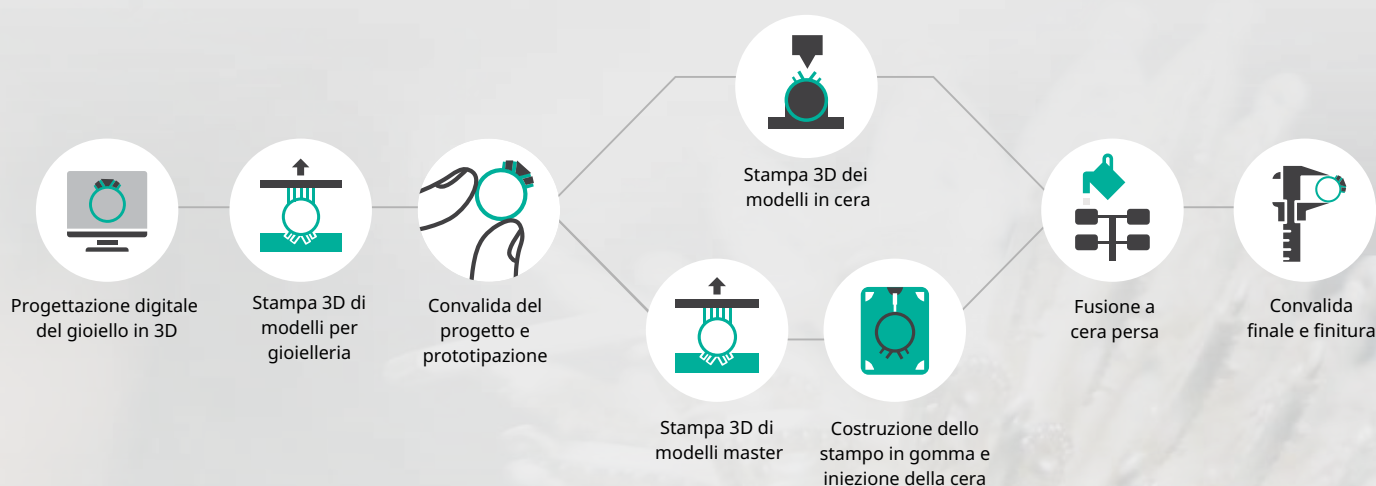 Progettazione digitale
del gioiello in 3D
Stampa 3D di
modelli per
gioielleria
Convalida del
progetto e
prototipazione
Stampa 3D dei
modelli in cera
Stampa 3D di
modelli master
Costruzione dello
stampo in gomma e
iniezione della cera
Fusione a
cera persa
Convalida
finale e finitura